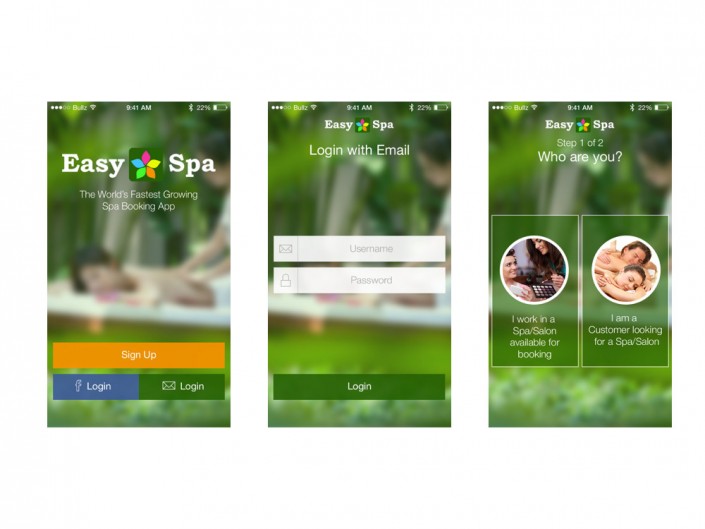 Bullz 9:41 AM 22%
Easy Spa
The World's Fastest Growing
Spa Booking App
Sign Up
f Login
Login
Bullz 9:41 AM 22%
Easy Spa
Login with Email
Username
Password
Login
Bullz 9:41 AM 22%
Easy Spa
Step 1 of 2
Who are you?
I work in a
Spa/Salon
available for
booking
I am a
Customer looking
for a Spa/Salon